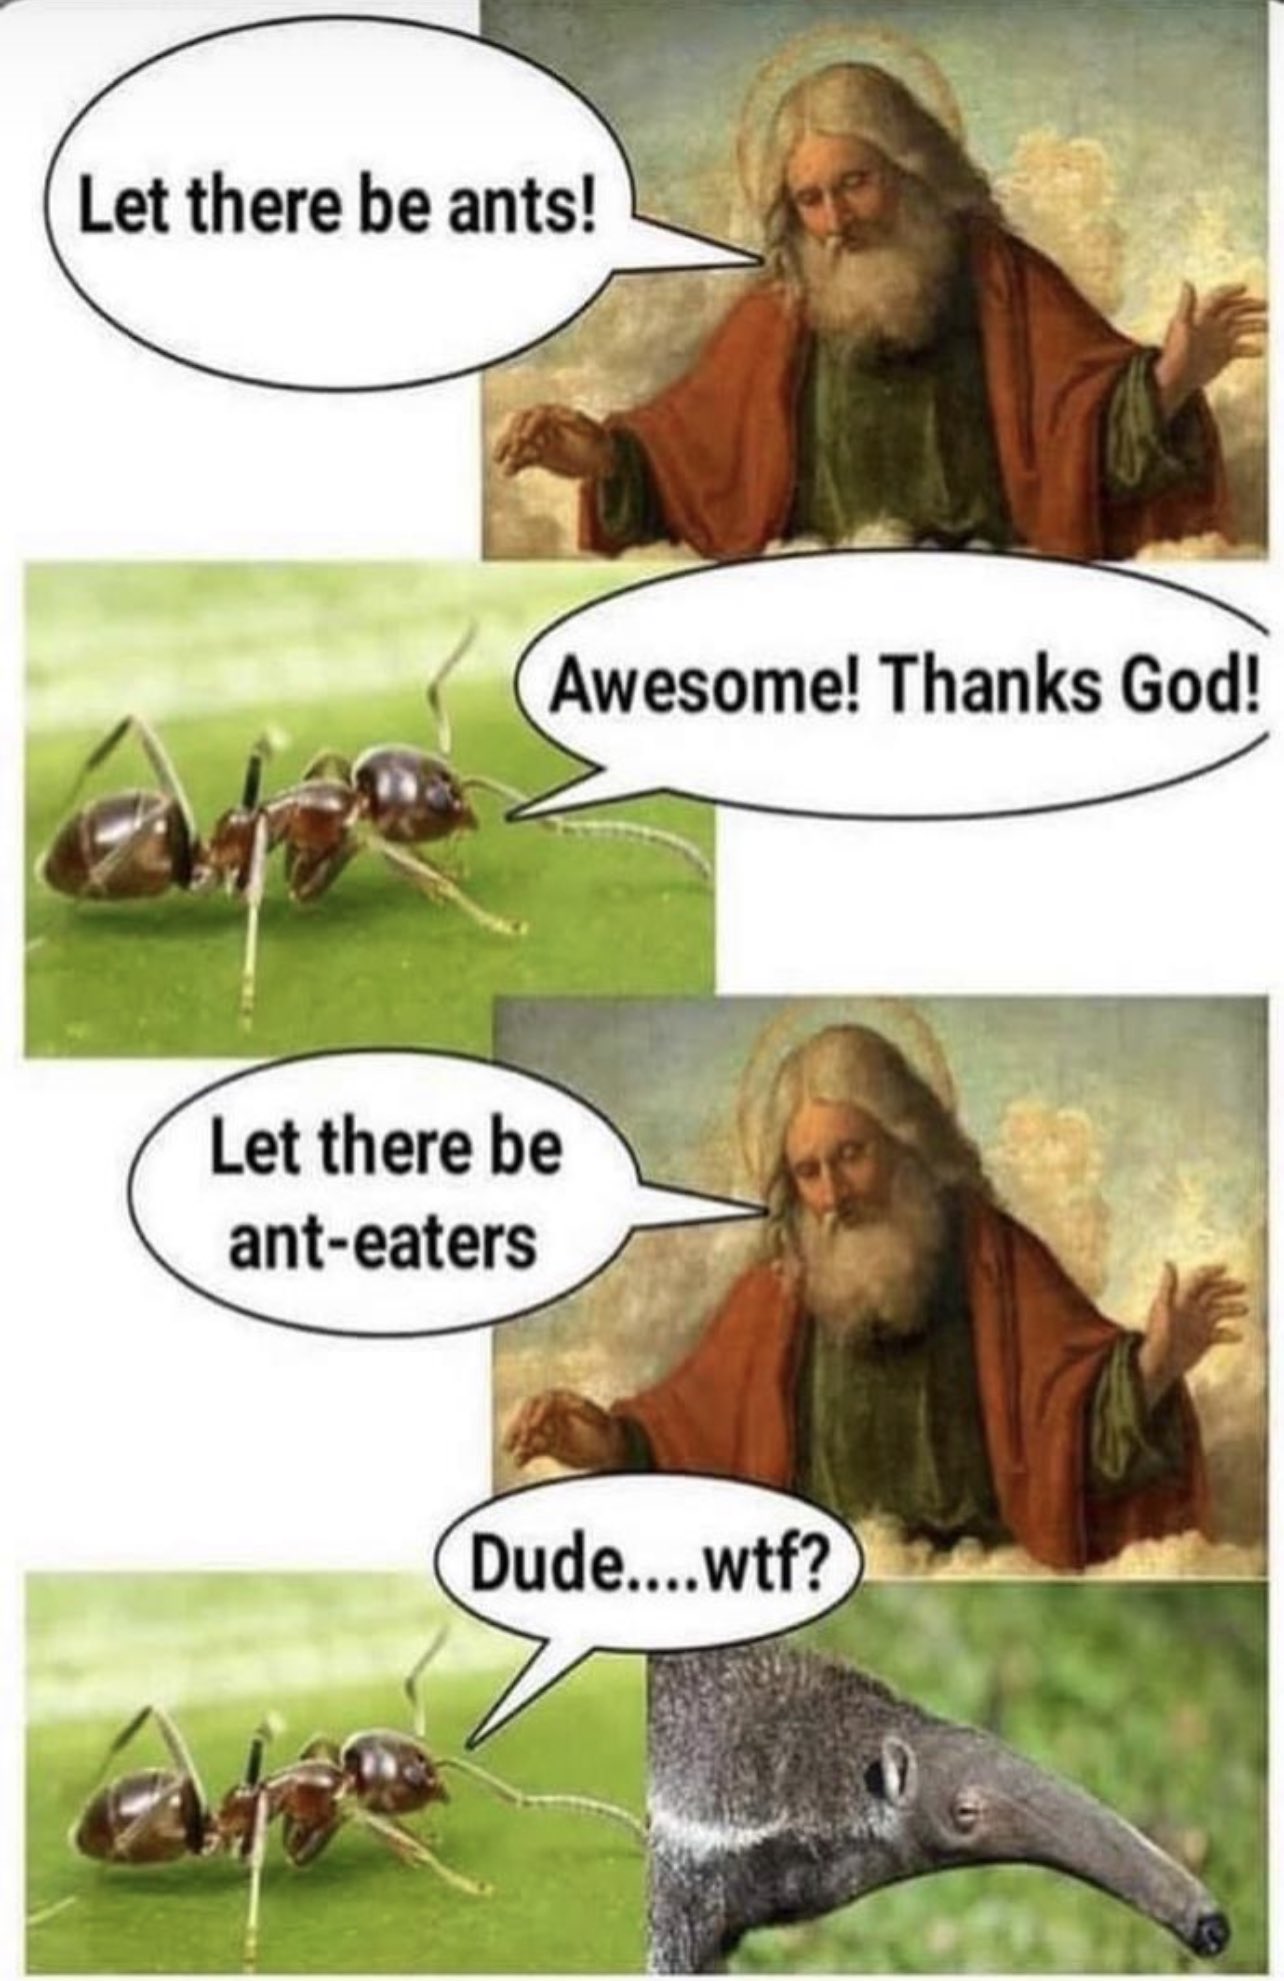 Let there be ants!
Awesome! Thanks God!
Let there be
ant-eaters
Dude....wtf?